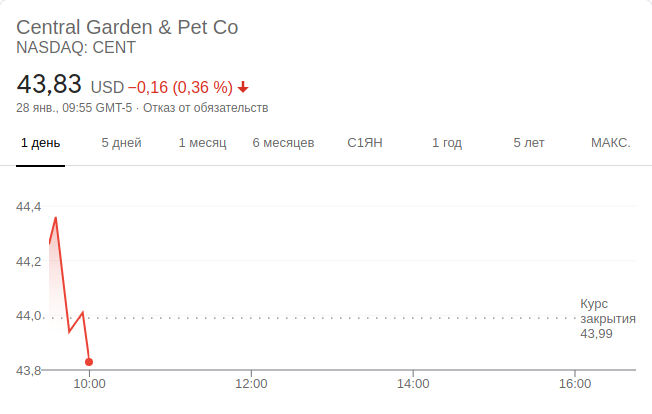 Central Garden & Pet Co
NASDAQ: CENT
43,83 USD −0,16 (0,36 %)
28 янв., 09:55 GMT-5 · Отказ от обязательств
1 день 5 дней 1 месяц 6 месяцев С1ЯН 1 год 5 лет МАКС.
44,4
44,2
44,0
43,8
Курс
закрытия
43,99
10:00 12:00 14:00 16:00